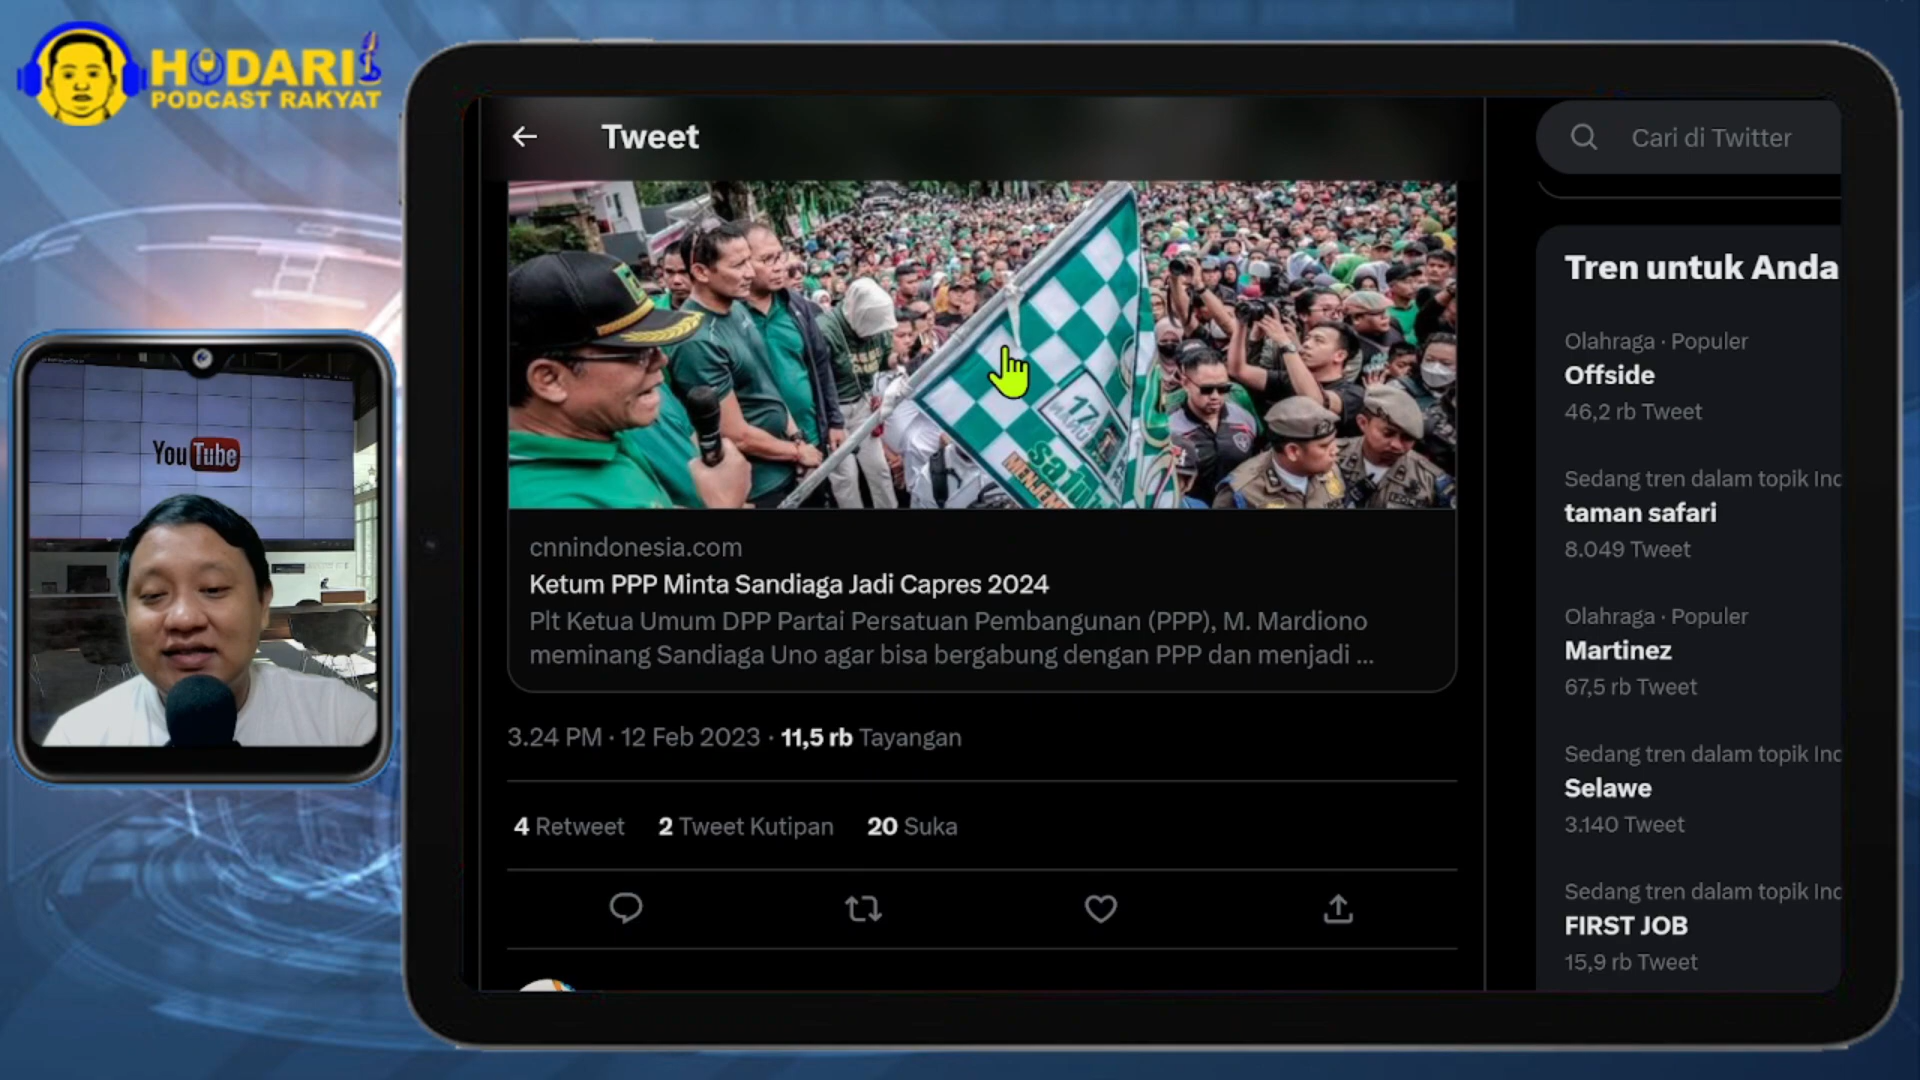 HODARI
PODCAST RAKYAT
YouTube
Tweet
Cari di Twitter
17
MENJE
cnnindonesia.com
Ketum PPP Minta Sandiaga Jadi Capres 2024
Plt Ketua Umum DPP Partai Persatuan Pembangunan (PPP), M. Mardiono
meminang Sandiaga Uno agar bisa bergabung dengan PPP dan menjadi ...
3.24 PM · 12 Feb 2023 · 11,5 rb Tayangan
4 Retweet 2 Tweet Kutipan 20 Suka
Tren untuk Anda
Olahraga · Populer
Offside
46,2 rb Tweet
Sedang tren dalam topik Inc
taman safari
8.049 Tweet
Olahraga · Populer
Martinez
67,5 rb Tweet
Sedang tren dalam topik Inc
Selawe
3.140 Tweet
Sedang tren dalam topik Inc
FIRST JOB
15,9 rb Tweet